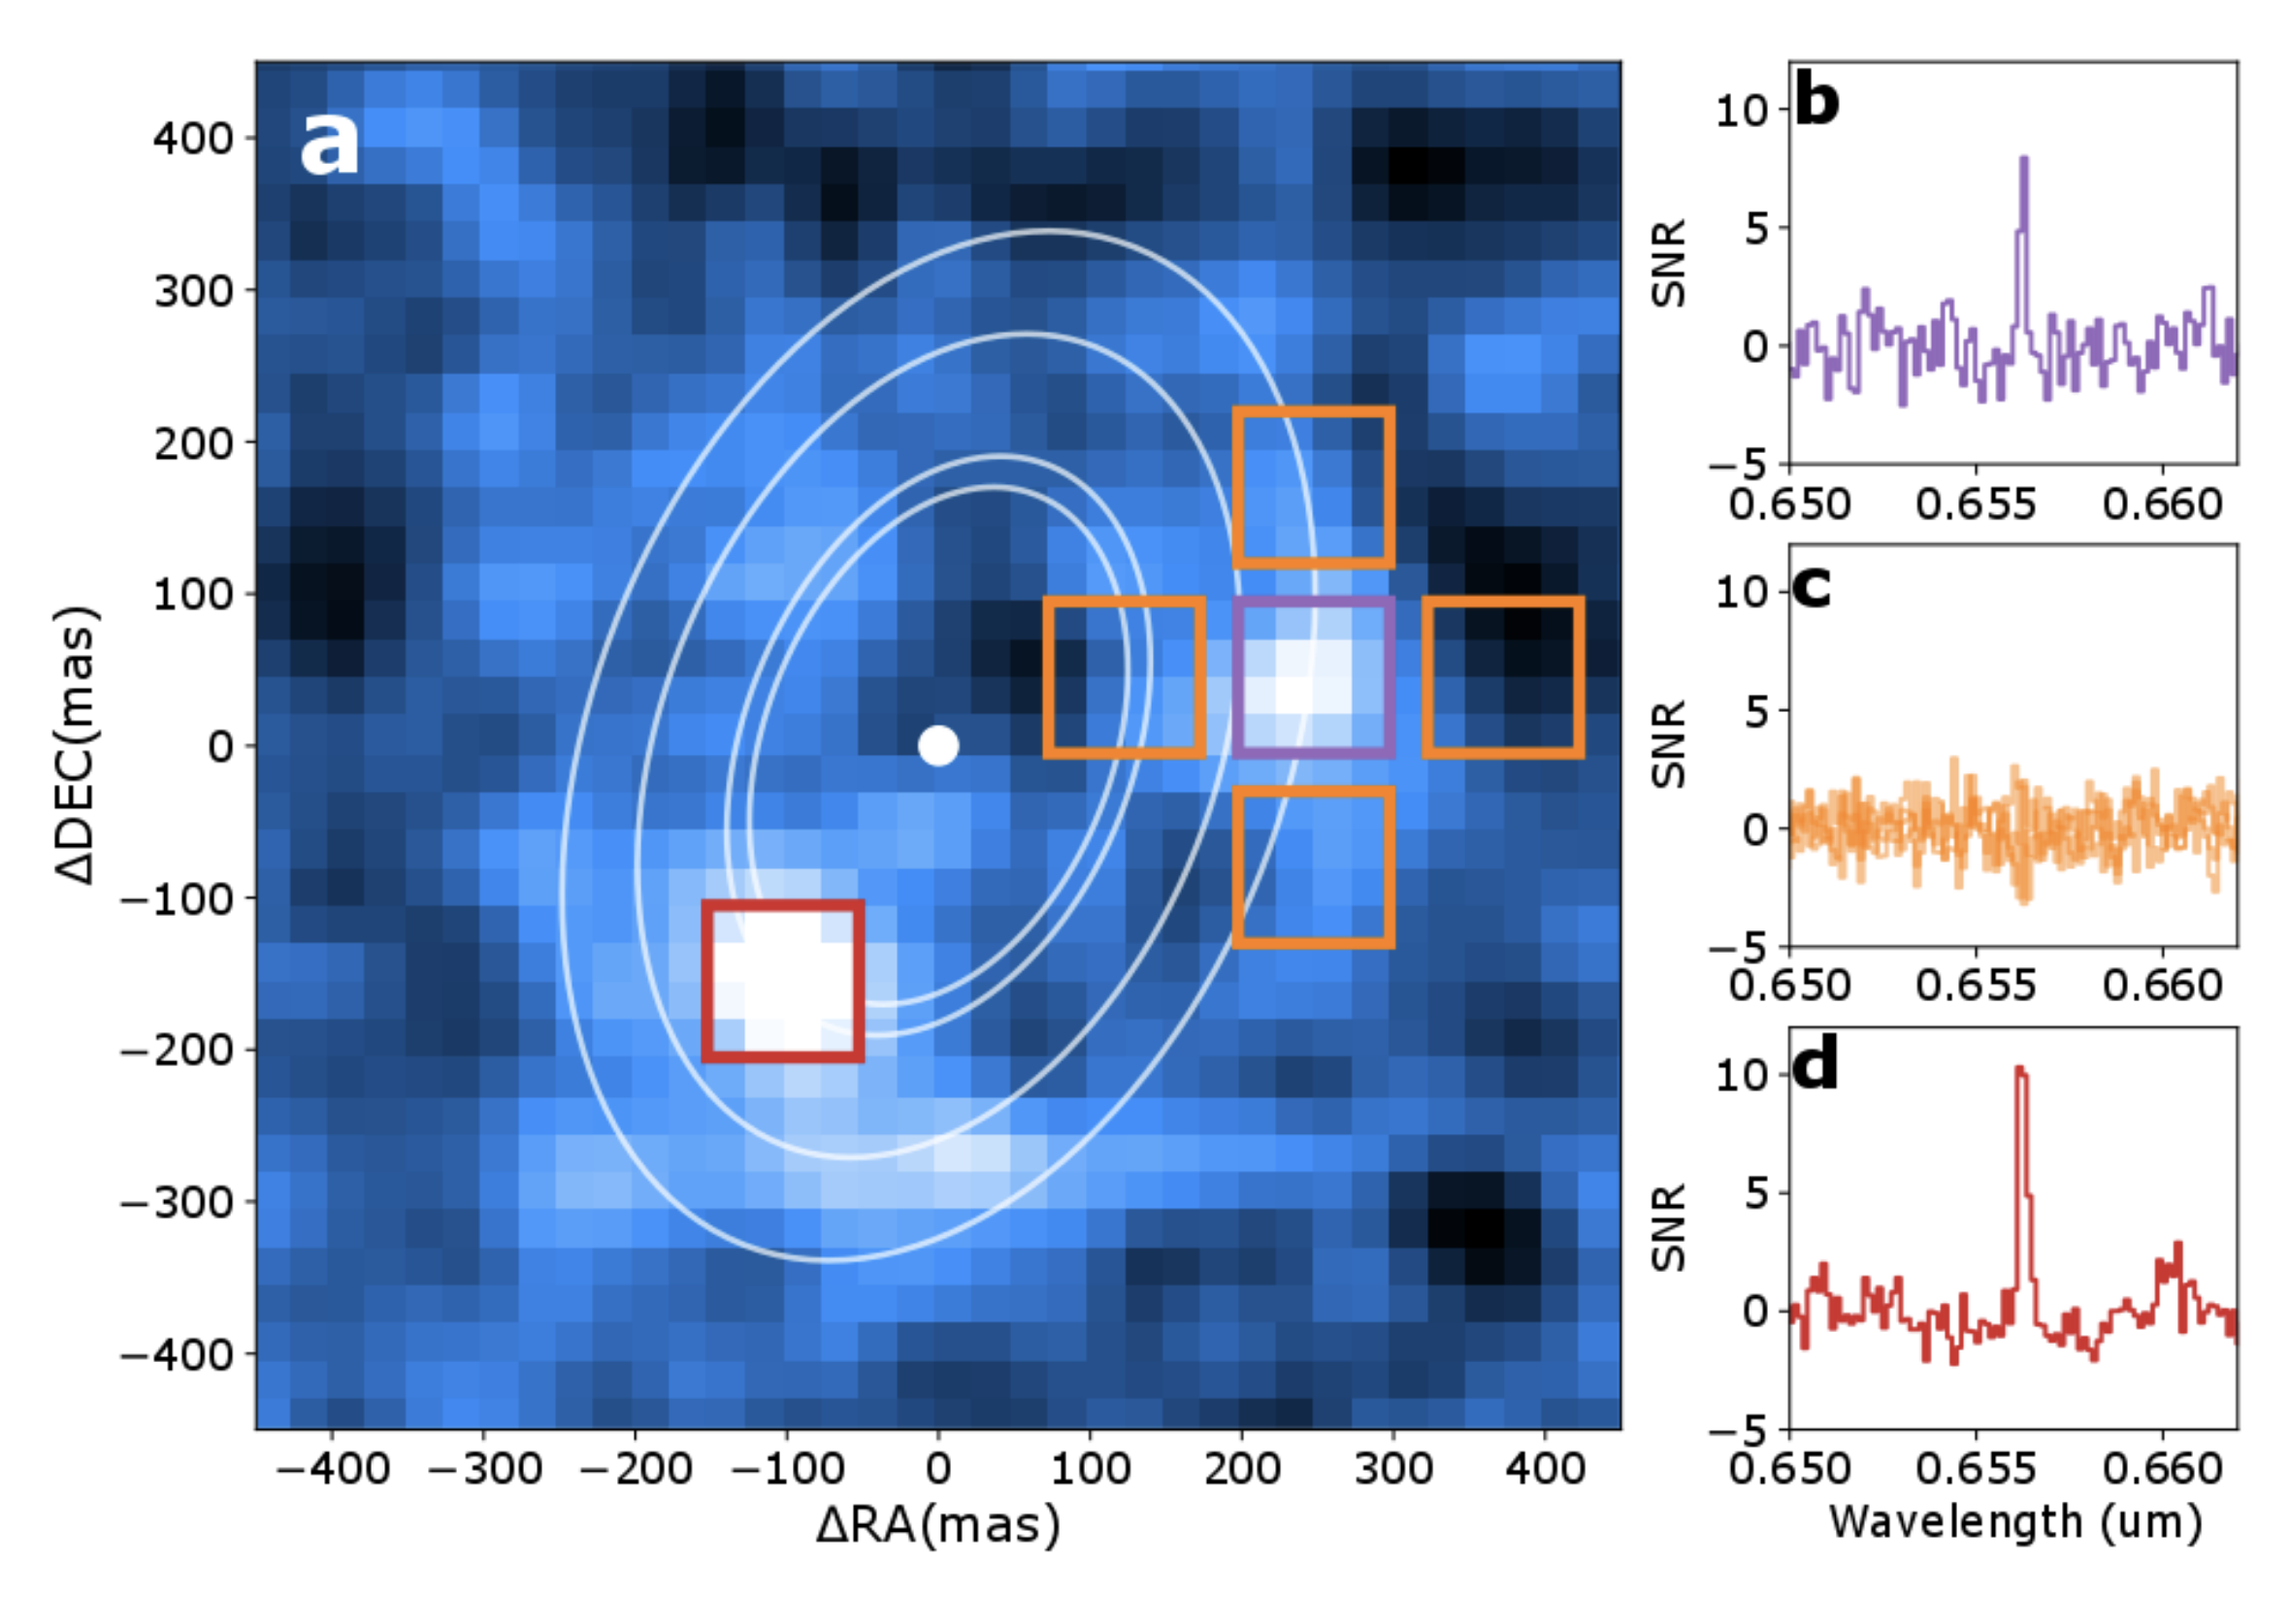 a
400
300
200
100
0
−100
−200
−300
−400
ΔDEC(mas)
−400 −300 −200 −100 0 100 200 300 400
ΔRA(mas)
b
10
5
0
−5
SNR
0.650 0.655 0.660
c
10
5
0
−5
SNR
0.650 0.655 0.660
d
10
5
0
−5
SNR
0.650 0.655 0.660
Wavelength (um)